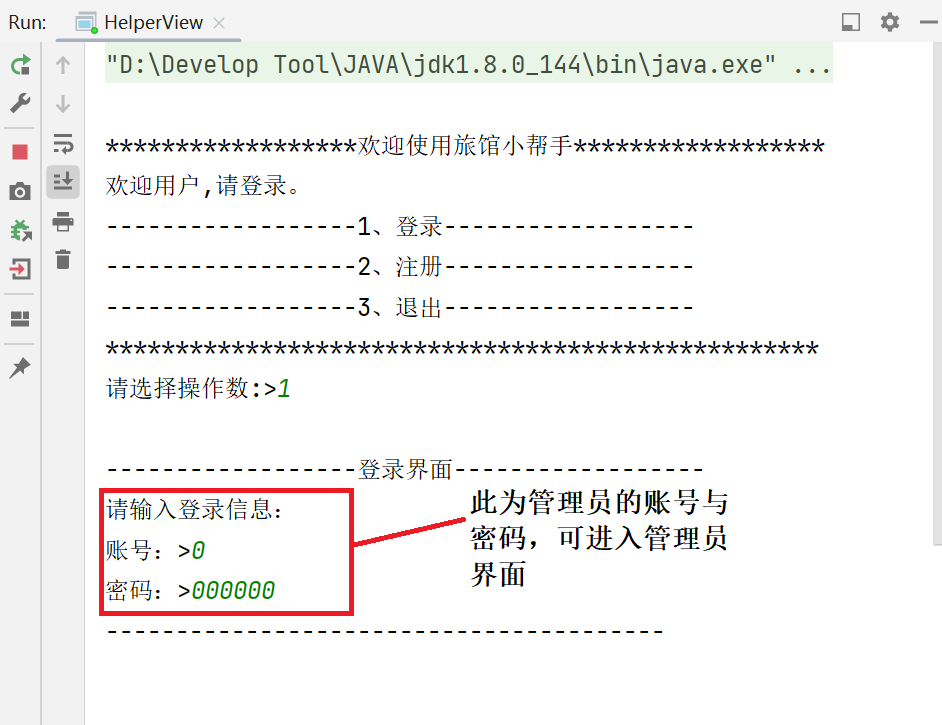 Run: HelperView
"D:\Develop Tool\JAVA\jdk1.8.0_144\bin\java.exe" ...
******************欢迎使用旅馆小帮手******************
欢迎用户,请登录。
------------------1、登录------------------
------------------2、注册------------------
------------------3、退出------------------
***************************************************
请选择操作数:>1
------------------登录界面------------------
请输入登录信息:
账号: >0
密码: >000000
此为管理员的账号与
密码，可进入管理员
界面
----------------------------------------